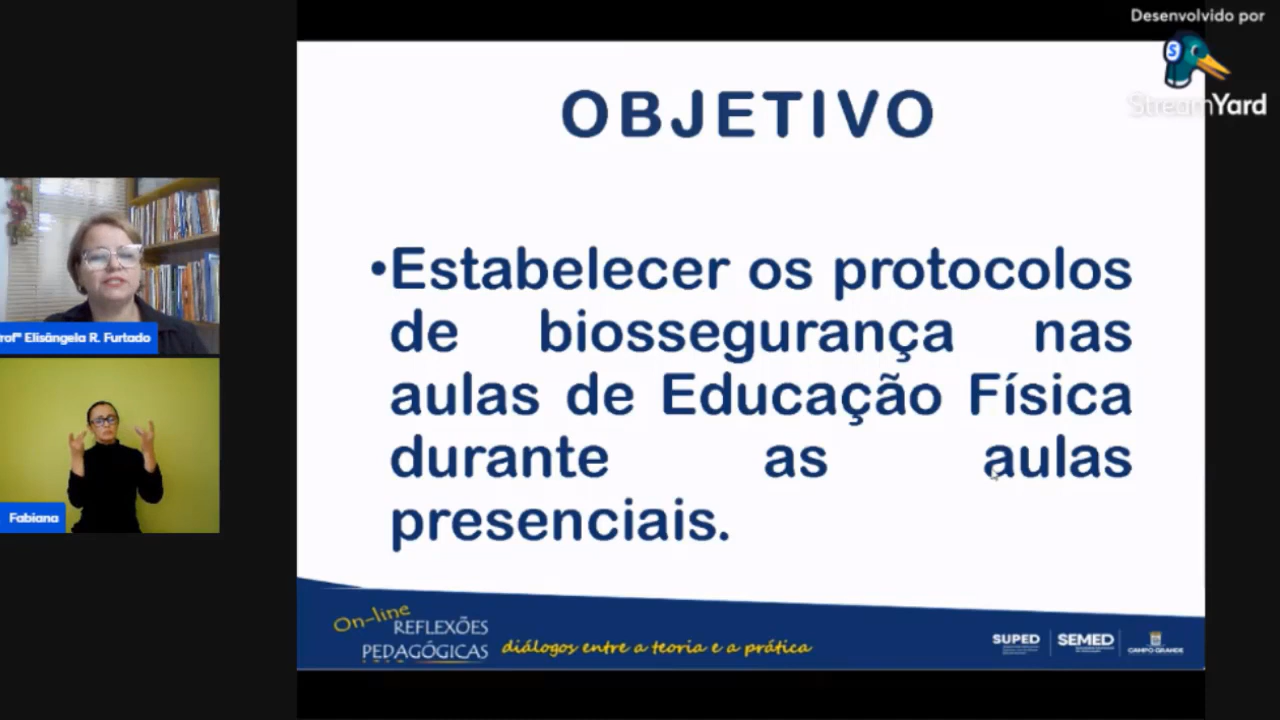 Desenvolvido por
StreamYard
OBJETIVO
•Estabelecer os protocolos
de biossegurança nas
aulas de Educação Física
durante as aulas
presenciais.
rofª Elisângela R. Furtado
Fabiana
On-line
REFLEXÕES
PEDAGÓGICAS
diálogos entre a teoria e a prática
SUPED
SEMED
CAMPO GRANDE